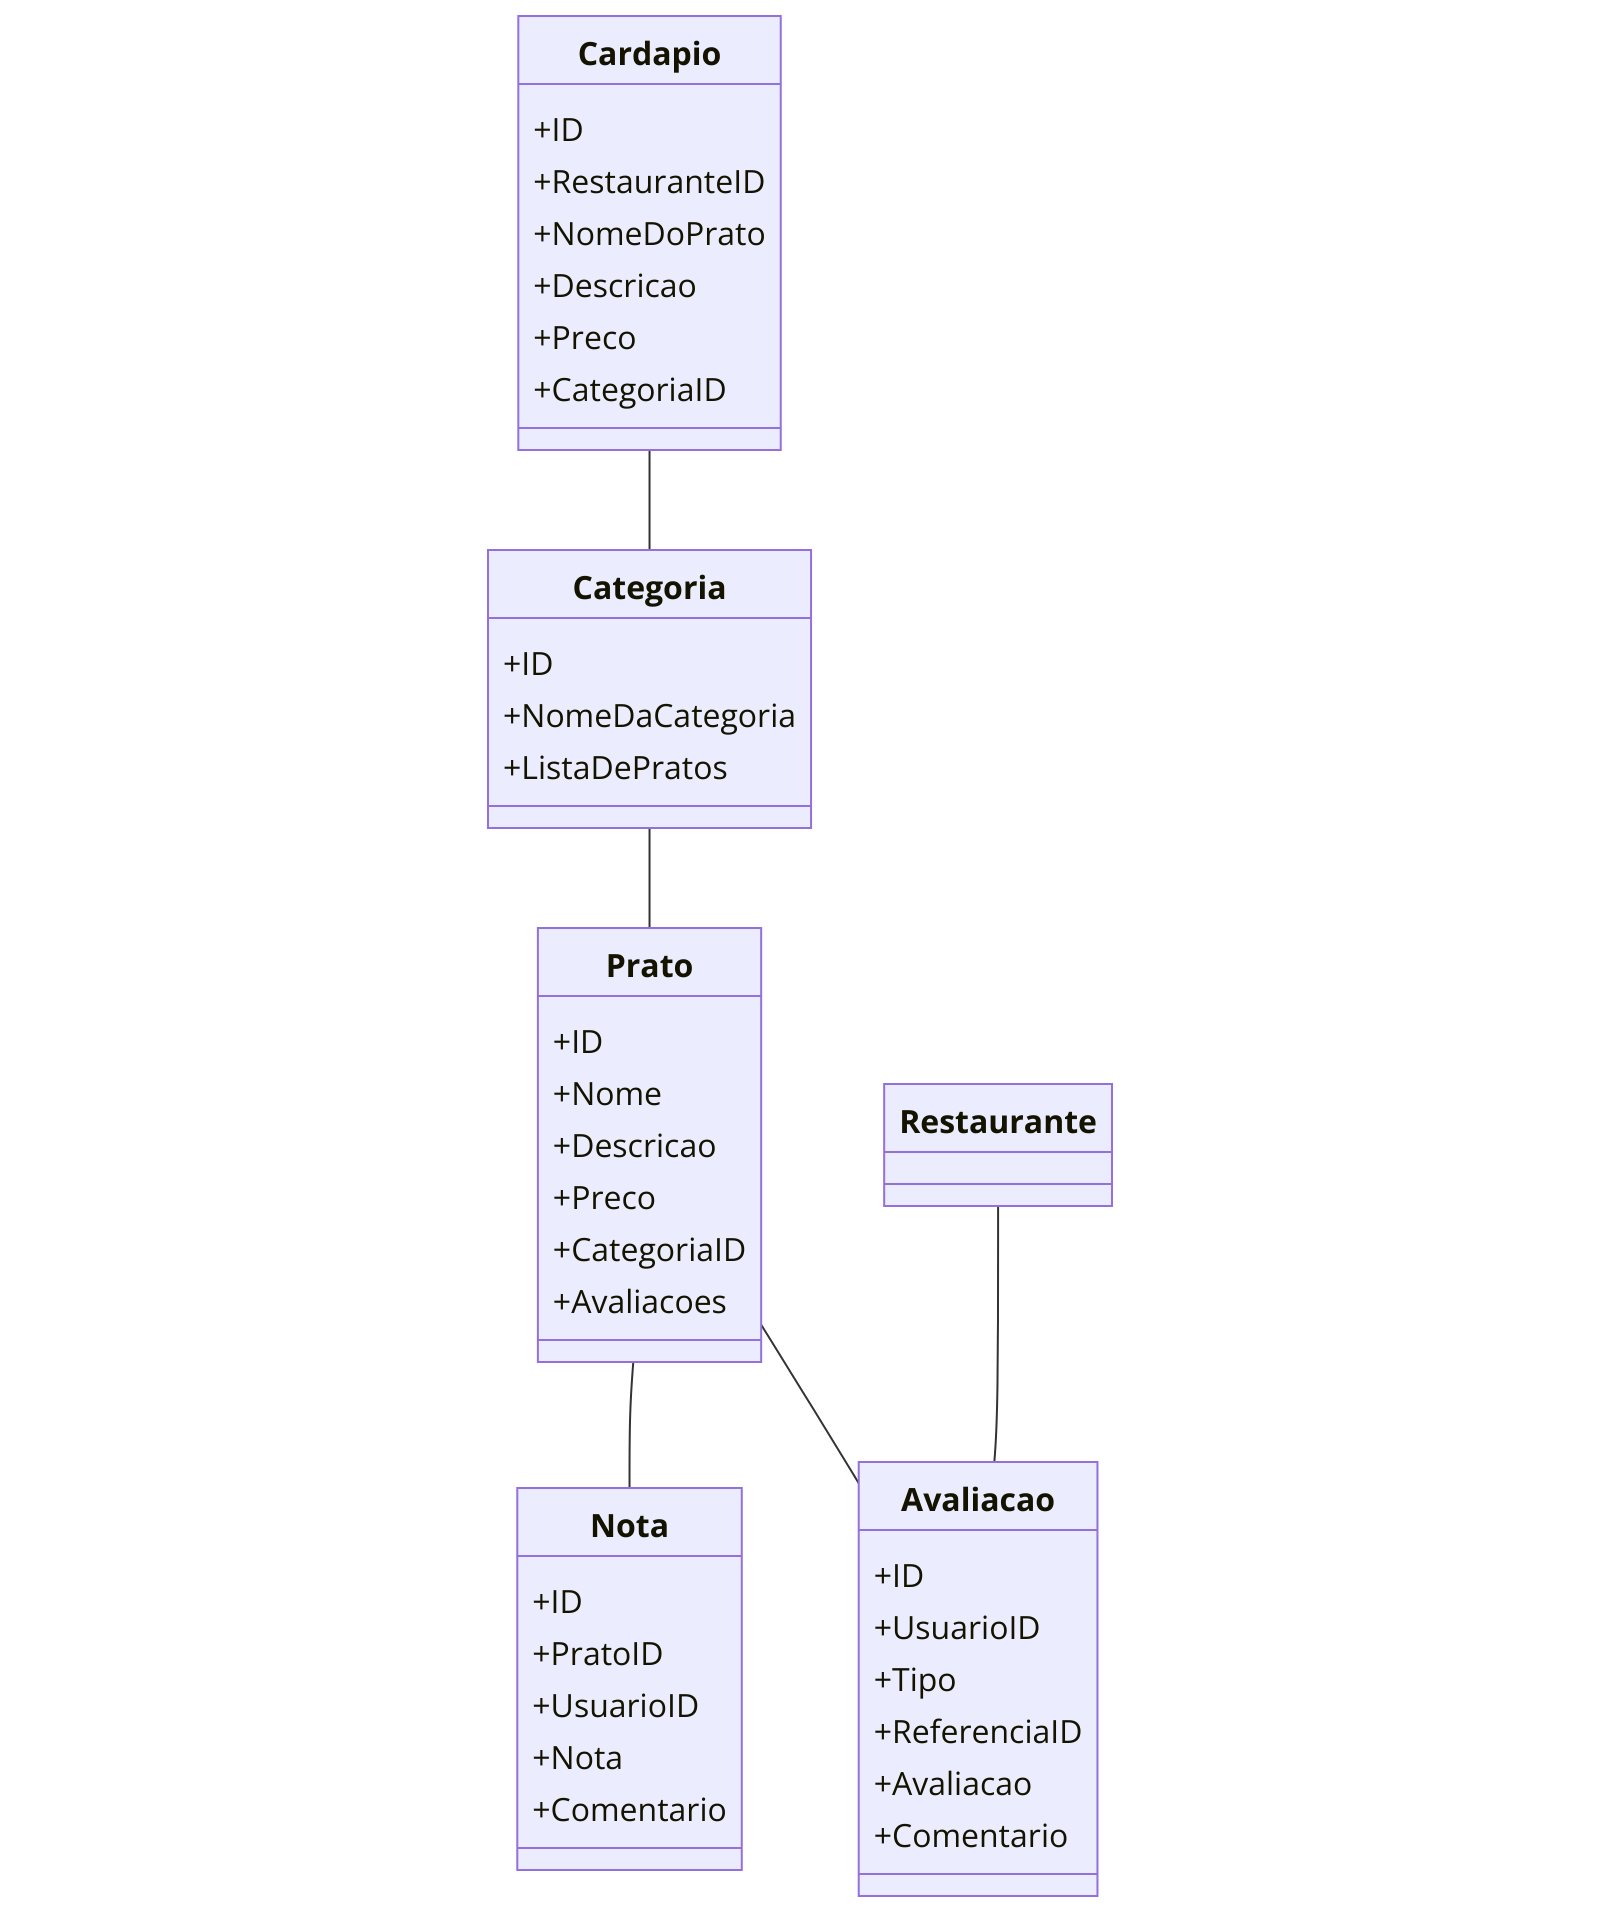 Cardapio
+ID
+RestauranteID
+NomeDoPrato
+Descricao
+Preco
+CategoriaID
Categoria
+ID
+NomeDaCategoria
+ListaDePratos
Prato
+ID
+Nome
+Descricao
+Preco
+CategoriaID
+Avaliacoes
Restaurante
Nota
+ID
+PratoID
+UsuarioID
+Nota
+Comentario
Avaliacao
+ID
+UsuarioID
+Tipo
+ReferenciaID
+Avaliacao
+Comentario